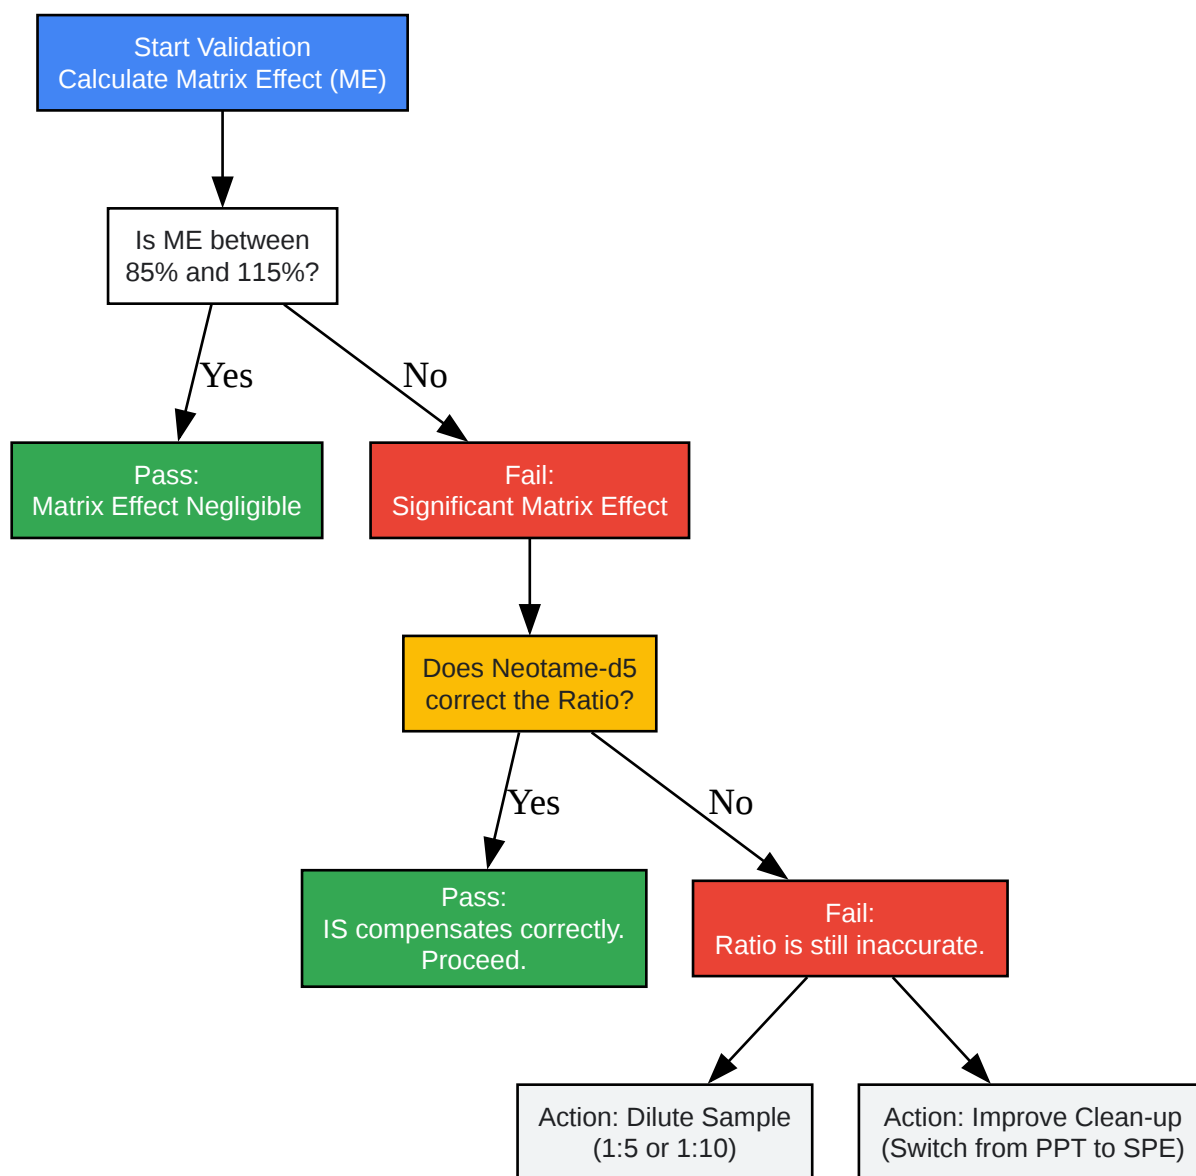 Start Validation
Calculate Matrix Effect (ME)
Is ME between
85% and 115%?
Yes
No
Pass:
Matrix Effect Negligible
Fail:
Significant Matrix Effect
Does Neotame-d5
correct the Ratio?
Yes
No
Pass:
IS compensates correctly.
Proceed.
Fail:
Ratio is still inaccurate.
Action: Dilute Sample
(1:5 or 1:10)
Action: Improve Clean-up
(Switch from PPT to SPE)